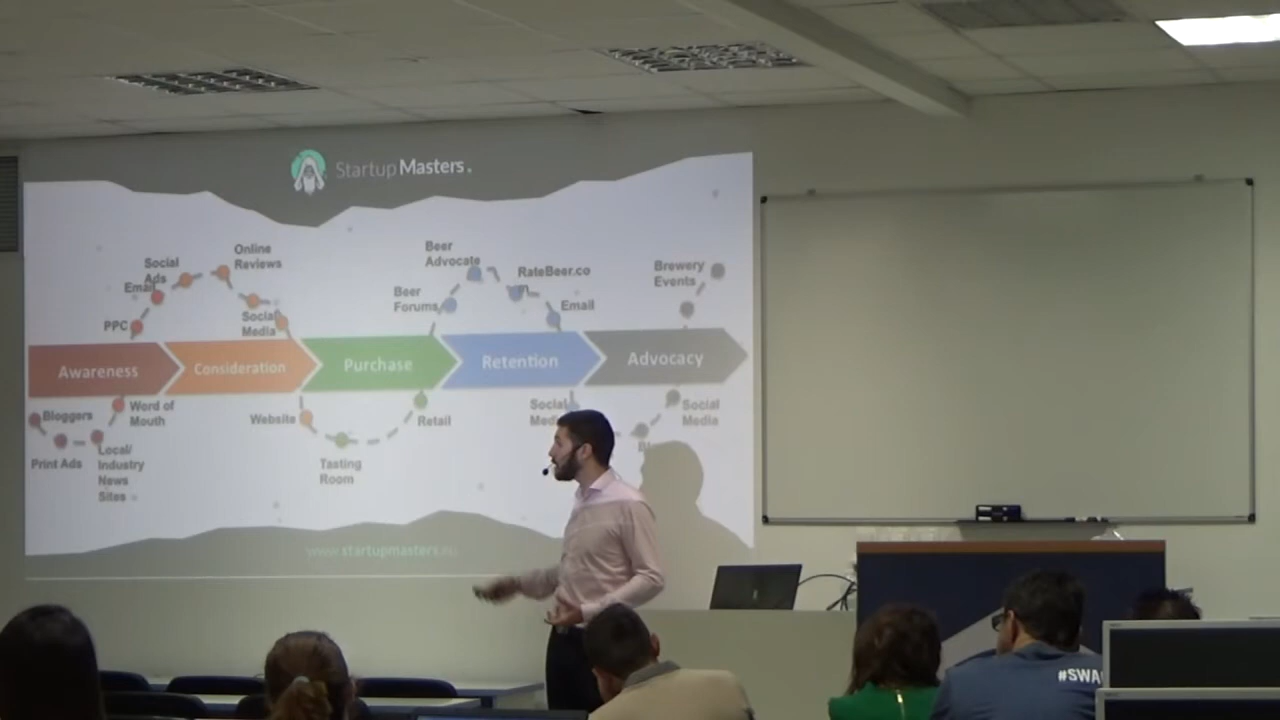 StartupMasters.
Online
Reviews
Social
Ads
Email
PPC
Social
Media
Beer
Advocate
Beer
Forums
RateBeer.co
m
Email
Brewery
Events
Awareness
Consideration
Purchase
Retention
Advocacy
Bloggers
Word of
Mouth
Print Ads
Local/
Industry
News
Sites
Website
Tasting
Room
Retail
Social
Social
Media
#SWA